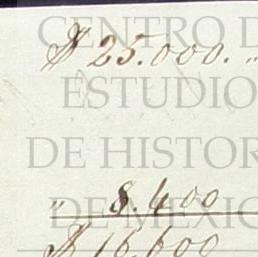 CENTRO D
$ 25.000. "
ESTUDIO
DE HISTOR
" 8.400
DE MEXIC
$ 16,600